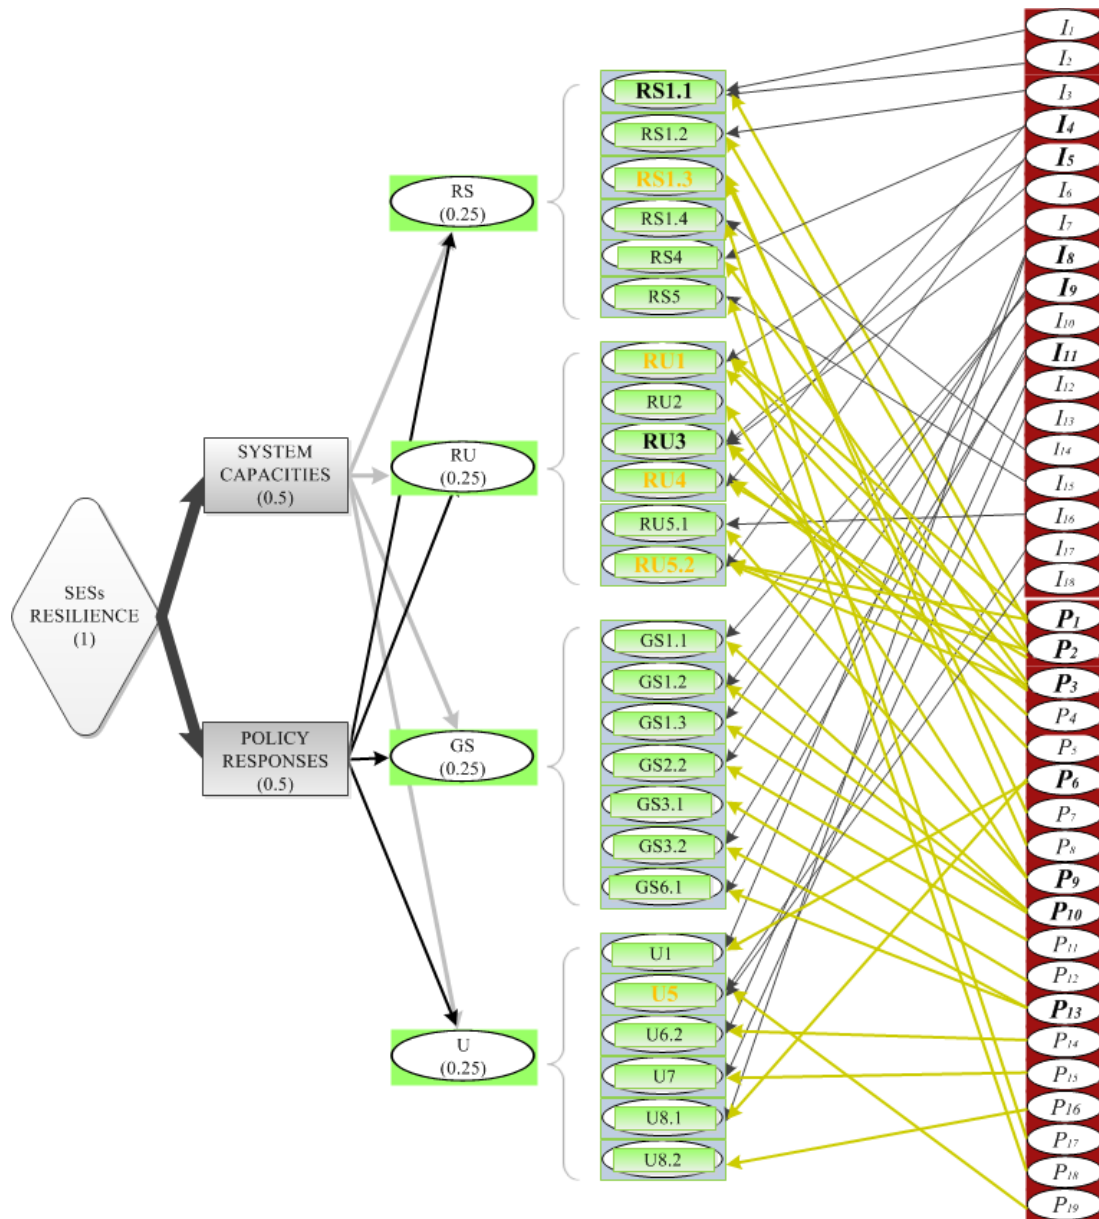 SESs
RESILIENCE
(1)
SYSTEM
CAPACITIES
(0.5)
POLICY
RESPONSES
(0.5)
RS
(0.25)
RU
(0.25)
GS
(0.25)
U
(0.25)
RS1.1
RS1.2
RS1.3
RS1.4
RS4
RS5
RU1
RU2
RU3
RU4
RU5.1
RU5.2
GS1.1
GS1.2
GS1.3
GS2.2
GS3.1
GS3.2
GS6.1
U1
U5
U6.2
U7
U8.1
U8.2
I1
I2
I3
I4
I5
I6
I7
I8
I9
I10
I11
I12
I13
I14
I15
I16
I17
I18
P1
P2
P3
P4
P5
P6
P7
P8
P9
P10
P11
P12
P13
P14
P15
P16
P17
P18
P19